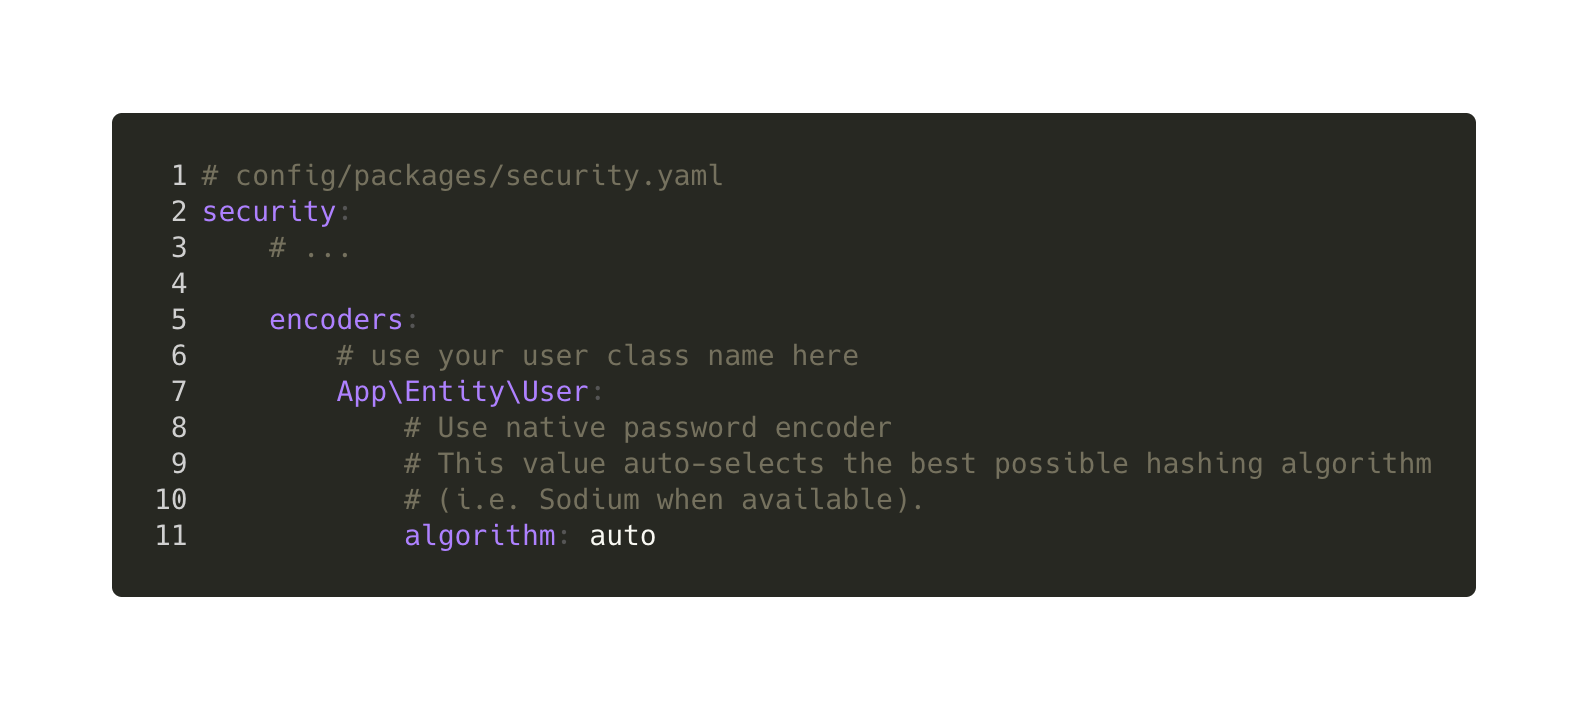 1 # config/packages/security.yaml
2 security:
3     # ...
4
5     encoders:
6         # use your user class name here
7         App\Entity\User:
8             # Use native password encoder
9             # This value auto-selects the best possible hashing algorithm
10             # (i.e. Sodium when available).
11             algorithm: auto